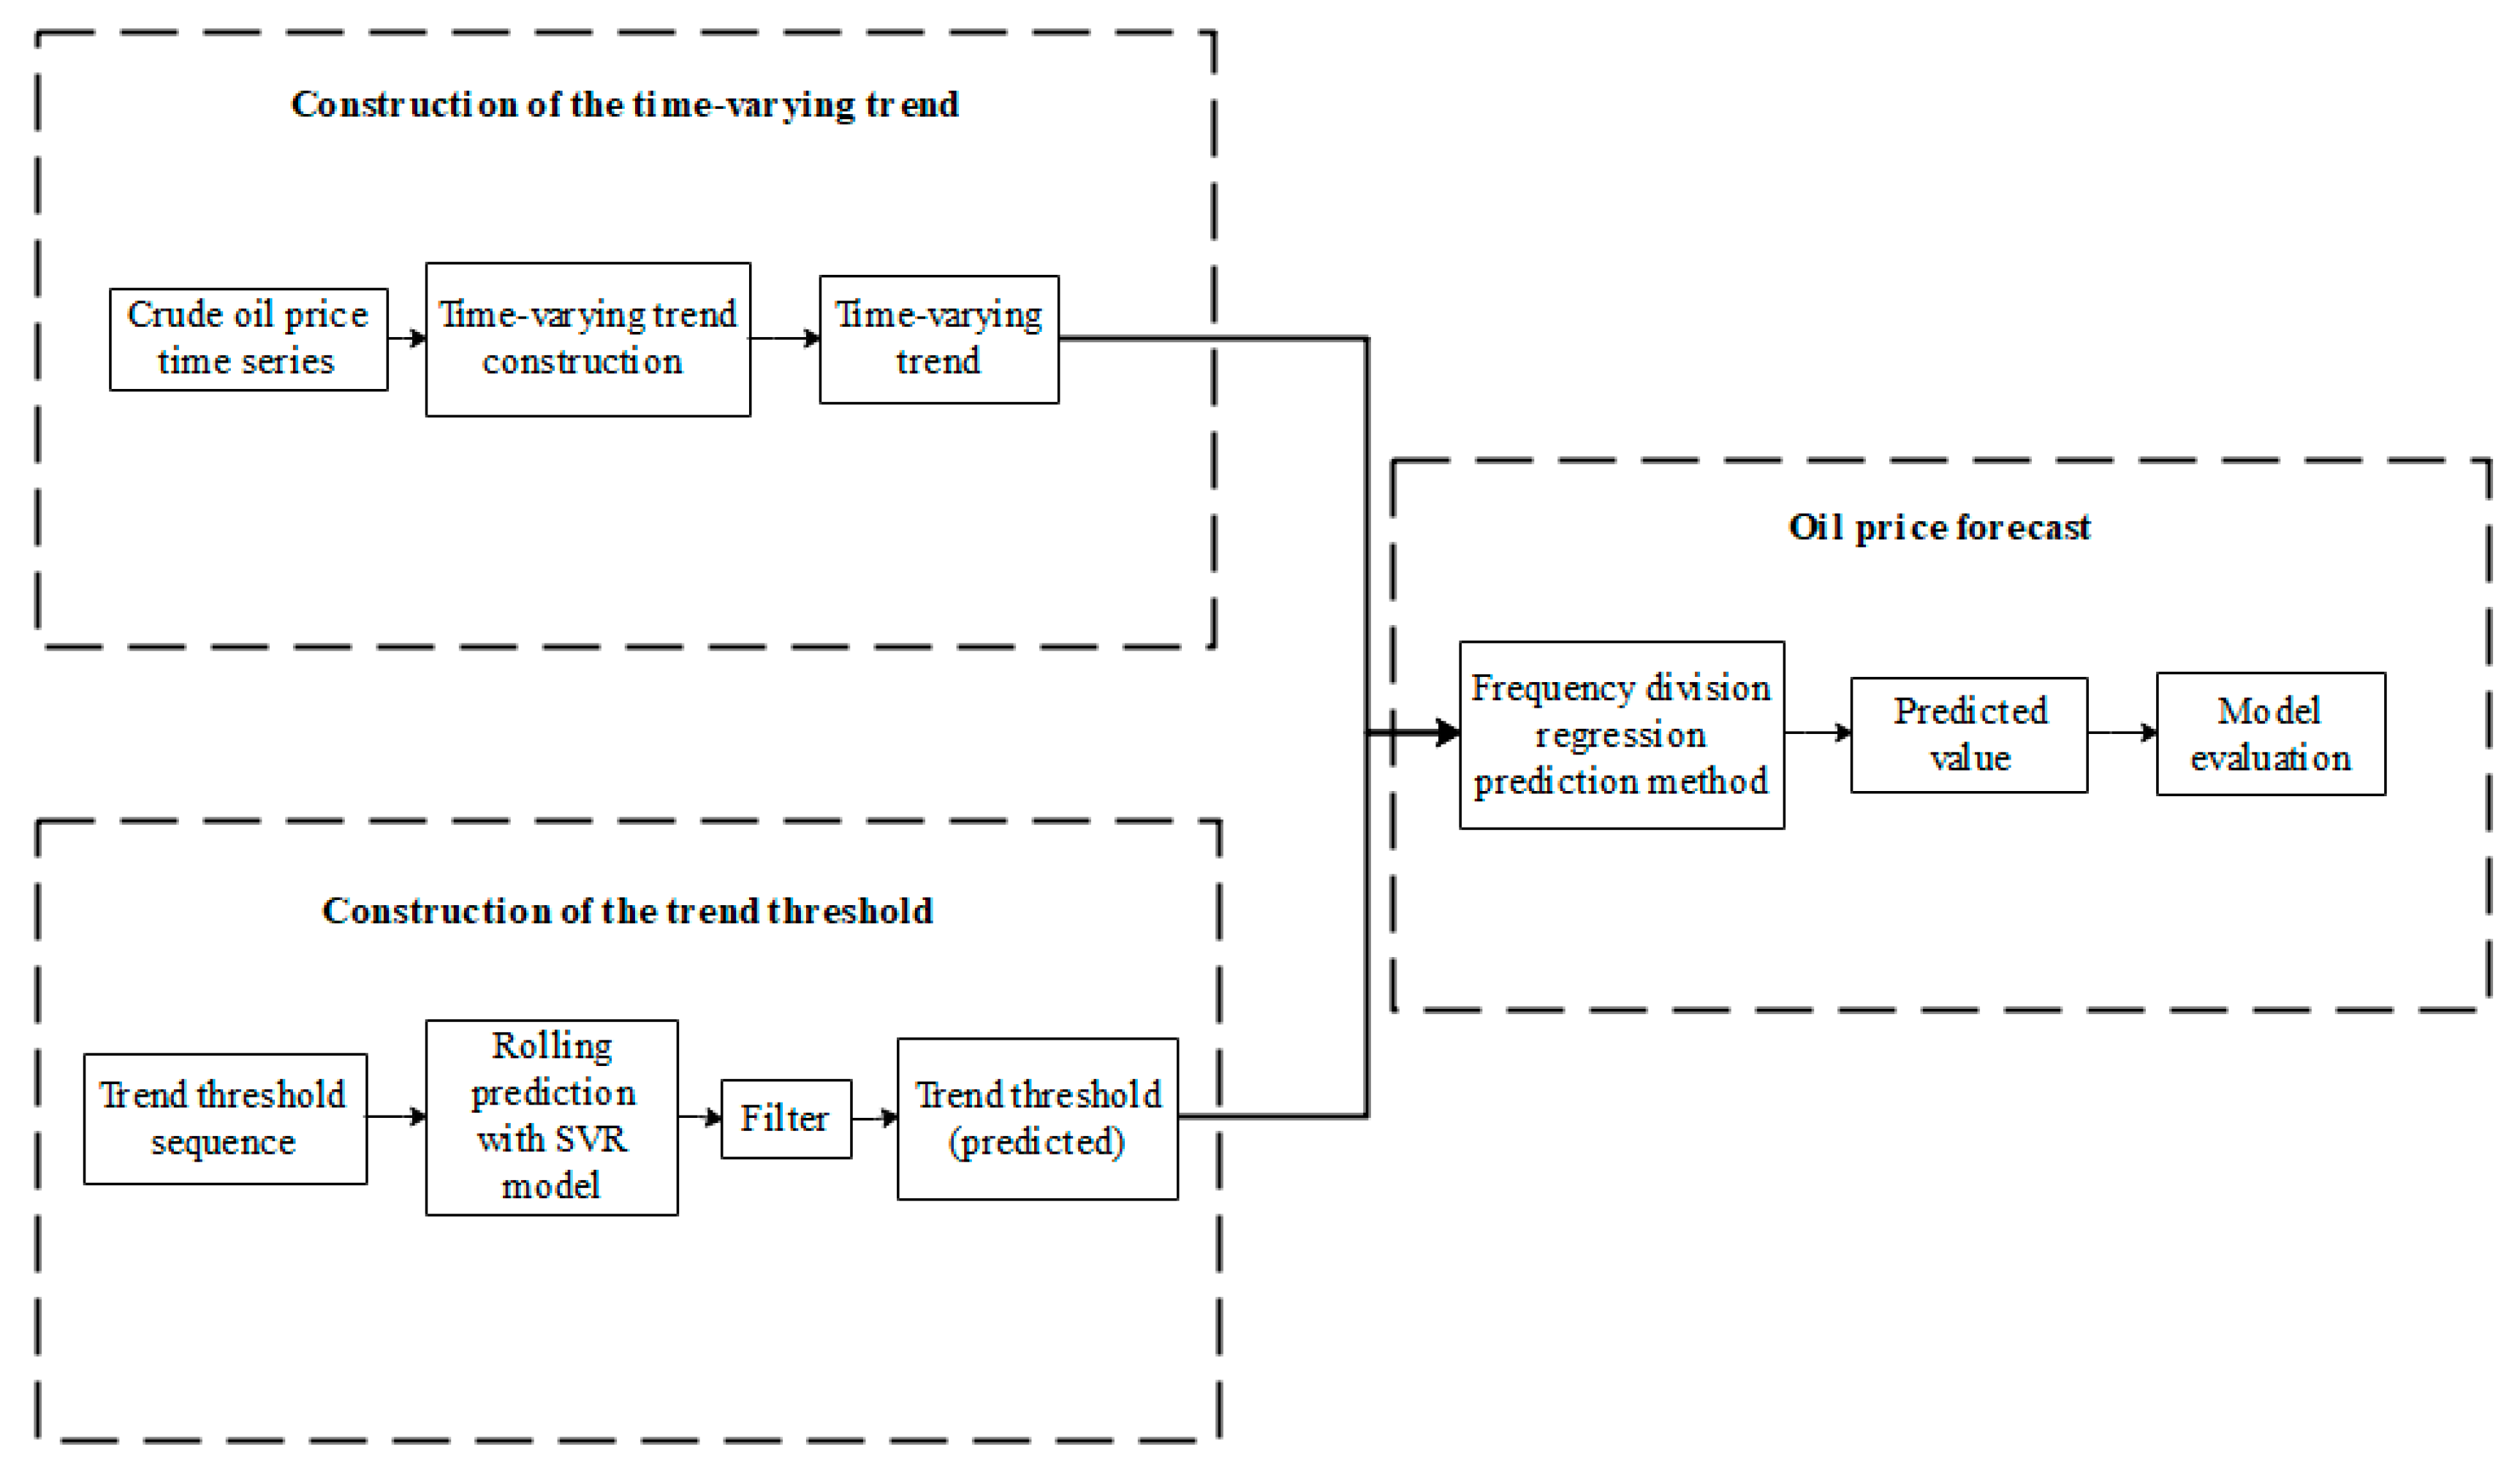 Construction of the time-varying trend
Crude oil price
time series
Time-varying trend
construction
Time-varying
trend
Oil price forecast
Frequency division
regression
prediction method
Predicted
value
Model
evaluation
Construction of the trend threshold
Trend threshold
sequence
Rolling
prediction
with SVR
model
Filter
Trend threshold
(predicted)